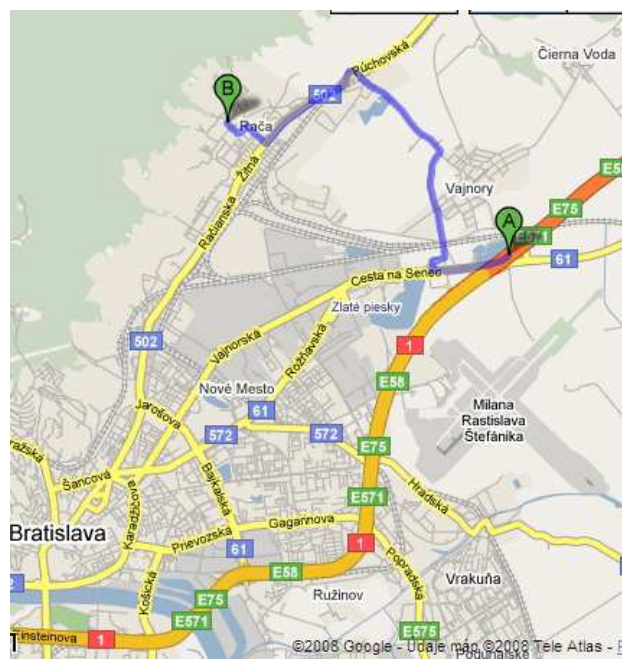 Púchovská
Čierna Voda
B
502
Rača
Žitná
Vajnory
Račianska
A
E75
E571
61
Cesta na Senec
Zlaté piesky
502
Vajnorská
Rožňavská
1
E58
Nové Mesto
61
Jarošova
572
572
E75
Milana
Rastislava
Štefánika
Šancová
Bajkalská
Karadžičova
E571
Hradská
Bratislava
Gagarinova
Prievozská
61
1
Košická
E58
Popradská
Vrakuňa
E75
Ružinov
E571
Einsteinova
1
E575
©2008 Google - Údaje máp ©2008 Tele Atlas -